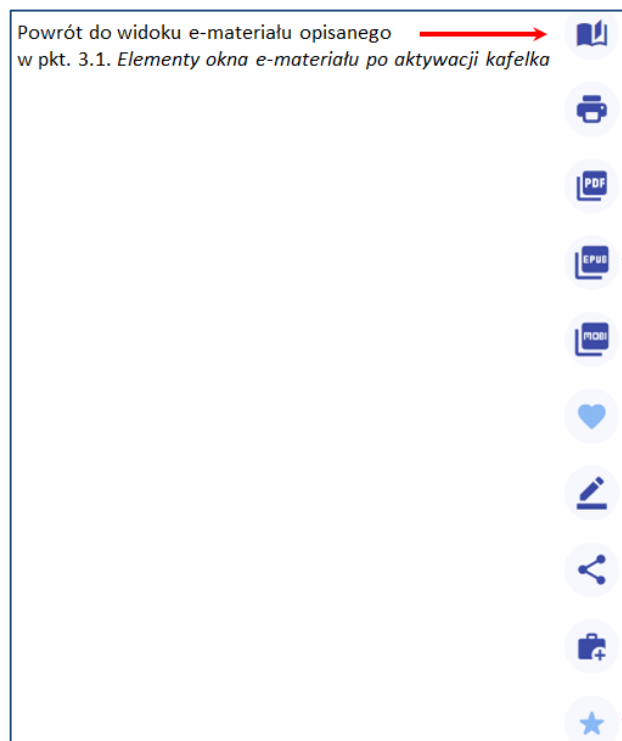 Powrót do widoku e-materiału opisanego
w pkt. 3.1. Elementy okna e-materiału po aktywacji kafelka
PDF
EPUB
MOBI